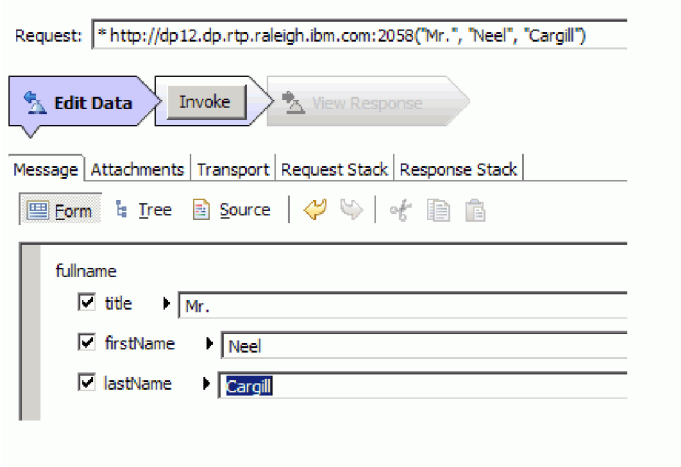 Request: * http://dp12.dp.rtp.raleigh.ibm.com:2058("Mr.", "Neel", "Cargill")
Edit Data Invoke View Response
Message Attachments Transport Request Stack Response Stack
Form Tree Source
fullname
title Mr.
firstName Neel
lastName Cargill